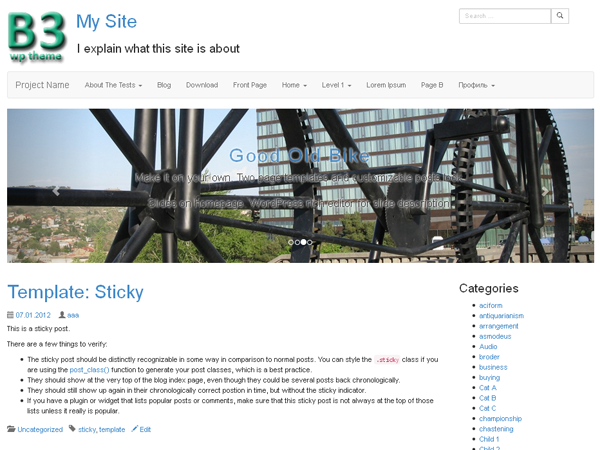 B3
wp theme
My Site
I explain what this site is about
Search ...
Project Name About The Tests Blog Download Front Page Home Level 1 Lorem Ipsum Page B Профиль
Good Old Bike
Make it on your own. Two page templates and customizable posts too.
Slides on homepage. WordPress rich editor for slide description
Template: Sticky
07.01.2012 aaa
This is a sticky post.
There are a few things to verify:
The sticky post should be distinctly recognizable in some way in comparison to normal posts. You can style the .sticky class if you
are using the post_class() function to generate your post classes, which is a best practice.
They should show at the very top of the blog index page, even though they could be several posts back chronologically.
They should still show up again in their chronologically correct postion in time, but without the sticky indicator.
If you have a plugin or widget that lists popular posts or comments, make sure that this sticky post is not always at the top of those
lists unless it really is popular.
Uncategorized sticky, template Edit
Categories
aciform
antiquarianism
arrangement
asmodeus
Audio
broder
business
buying
Cat A
Cat B
Cat C
championship
chastening
Child 1
Child 2